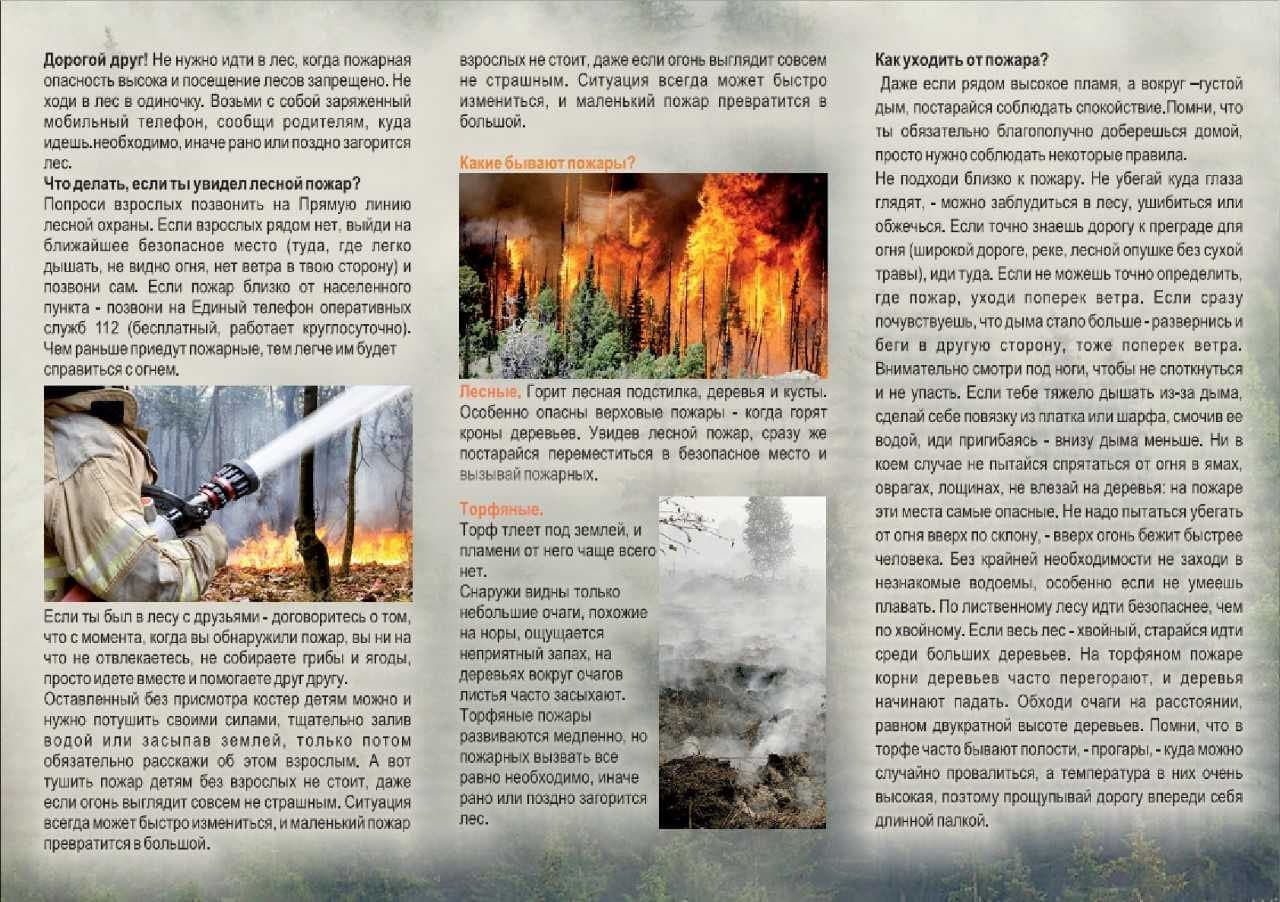 Дорогой друг! Не нужно идти в лес, когда пожарная
опасность высока и посещение лесов запрещено. Не
ходи в лес в одиночку. Возьми с собой заряженный
мобильный телефон, сообщи родителям, куда
идешь.необходимо, иначе рано или поздно загорится
лес.
Что делать, если ты увидел лесной пожар?
Попроси взрослых позвонить на Прямую линию
лесной охраны. Если взрослых рядом нет, выйди на
ближайшее безопасное место (туда, где легко
дышать, не видно огня, нет ветра в твою сторону) и
позвони сам. Если пожар близко от населенного
пункта - позвони на Единый телефон оперативных
служб 112 (бесплатный, работает круглосуточно).
Чем раньше приедут пожарные, тем легче им будет
справиться с огнем.
Если ты был в лесу с друзьями - договоритесь о том,
что с момента, когда вы обнаружили пожар, вы ни на
что не отвлекаетесь, не собираете грибы и ягоды,
просто идете вместе и помогаете друг другу.
Оставленный без присмотра костер детям можно и
нужно потушить своими силами, тщательно залив
водой или засыпав землей, только потом
обязательно расскажи об этом взрослым. А вот
тушить пожар детям без взрослых не стоит, даже
если огонь выглядит совсем не страшным. Ситуация
всегда может быстро измениться, и маленький пожар
превратится в большой.
взрослых не стоит, даже если огонь выглядит совсем
не страшным. Ситуация всегда может быстро
измениться, и маленький пожар превратится в
большой.
Какие бывают пожары?
Лесные. Горит лесная подстилка, деревья и кусты.
Особенно опасны верховые пожары - когда горят
кроны деревьев. Увидев лесной пожар, сразу же
постарайся переместиться в безопасное место и
вызывай пожарных.
Торфяные.
Торф тлеет под землей, и
пламени от него чаще всего
нет.
Снаружи видны только
небольшие очаги, похожие
на норы, ощущается
неприятный запах, на
деревьях вокруг очагов
листья часто засыхают.
Торфяные пожары
развиваются медленно, но
пожарных вызвать все
равно необходимо, иначе
рано или поздно загорится
лес.
Как уходить от пожара?
Даже если рядом высокое пламя, а вокруг –густой
дым, постарайся соблюдать спокойствие.Помни, что
ты обязательно благополучно доберешься домой,
просто нужно соблюдать некоторые правила.
Не подходи близко к пожару. Не убегай куда глаза
глядят, - можно заблудиться в лесу, ушибиться или
обжечься. Если точно знаешь дорогу к преграде для
огня (широкой дороге, реке, лесной опушке без сухой
травы), иди туда. Если не можешь точно определить,
где пожар, уходи поперек ветра. Если сразу
почувствуешь, что дыма стало больше - развернись и
беги в другую сторону, тоже поперек ветра.
Внимательно смотри под ноги, чтобы не споткнуться
и не упасть. Если тебе тяжело дышать из-за дыма,
сделай себе повязку из платка или шарфа, смочив ее
водой, иди пригибаясь - внизу дыма меньше. Ни в
коем случае не пытайся спрятаться от огня в ямах,
оврагах, лощинах, не влезай на деревья: на пожаре
эти места самые опасные. Не надо пытаться убегать
от огня вверх по склону, - вверх огонь бежит быстрее
человека. Без крайней необходимости не заходи в
незнакомые водоемы, особенно если не умеешь
плавать. По лиственному лесу идти безопаснее, чем
по хвойному. Если весь лес - хвойный, старайся идти
среди больших деревьев. На торфяном пожаре
корни деревьев часто перегорают, и деревья
начинают падать. Обходи очаги на расстоянии,
равном двукратной высоте деревьев. Помни, что в
торфе часто бывают полости, - прогары, - куда можно
случайно провалиться, а температура в них очень
высокая, поэтому прощупывай дорогу впереди себя
длинной палкой.